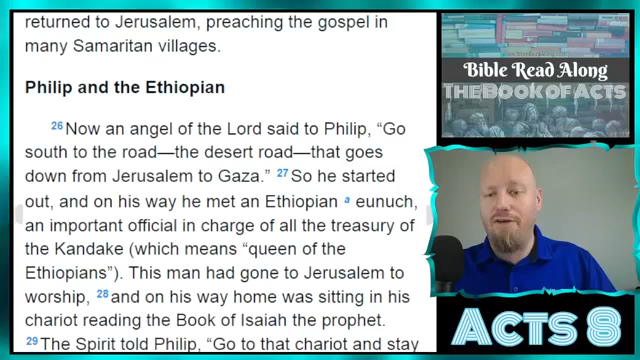 returned to Jerusalem, preaching the gospel in
many Samaritan villages.
Philip and the Ethiopian
26 Now an angel of the Lord said to Philip, “Go
south to the road—the desert road—that goes
down from Jerusalem to Gaza.” 27 So he started
out, and on his way he met an Ethiopian a eunuch,
an important official in charge of all the treasury of
the Kandake (which means “queen of the
Ethiopians”). This man had gone to Jerusalem to
worship, 28 and on his way home was sitting in his
chariot reading the Book of Isaiah the prophet.
29 The Spirit told Philip, “Go to that chariot and stay
Bible Read Along
THE BOOK OF ACTS
ACTS 8